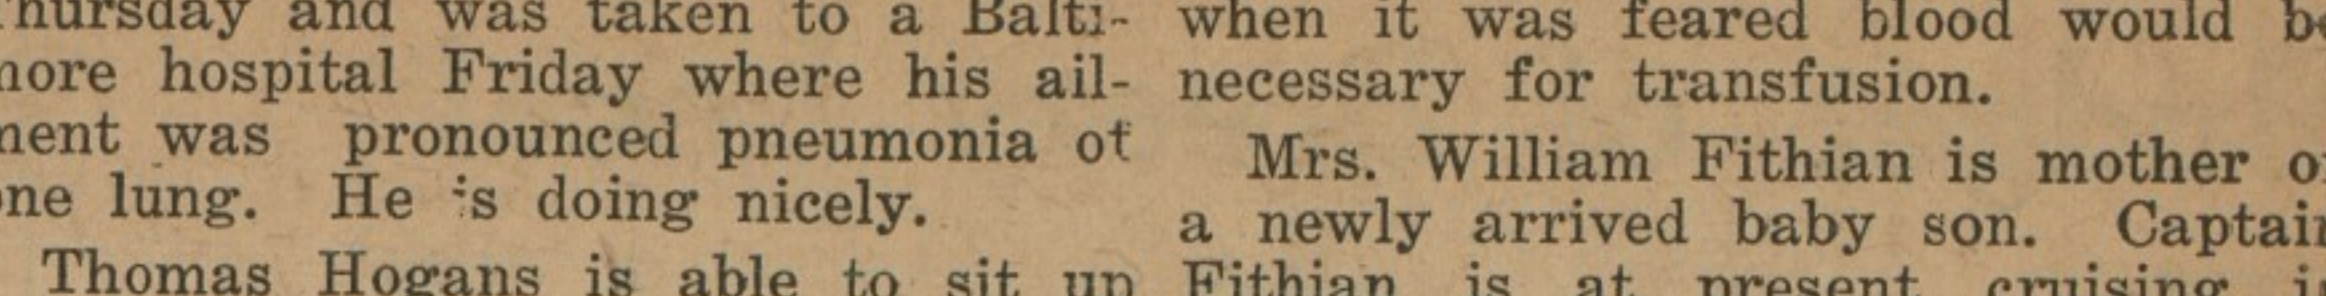 Thursday and was taken to a Balti-
more hospital Friday where his ail-
ment was pronounced pneumonia of
one lung. He is doing nicely.
Thomas Hogans is able to sit up
when it was feared blood would be
necessary for transfusion.
Mrs. William Fithian is mother of
a newly arrived baby son. Captain
Fithian is at present cruising in